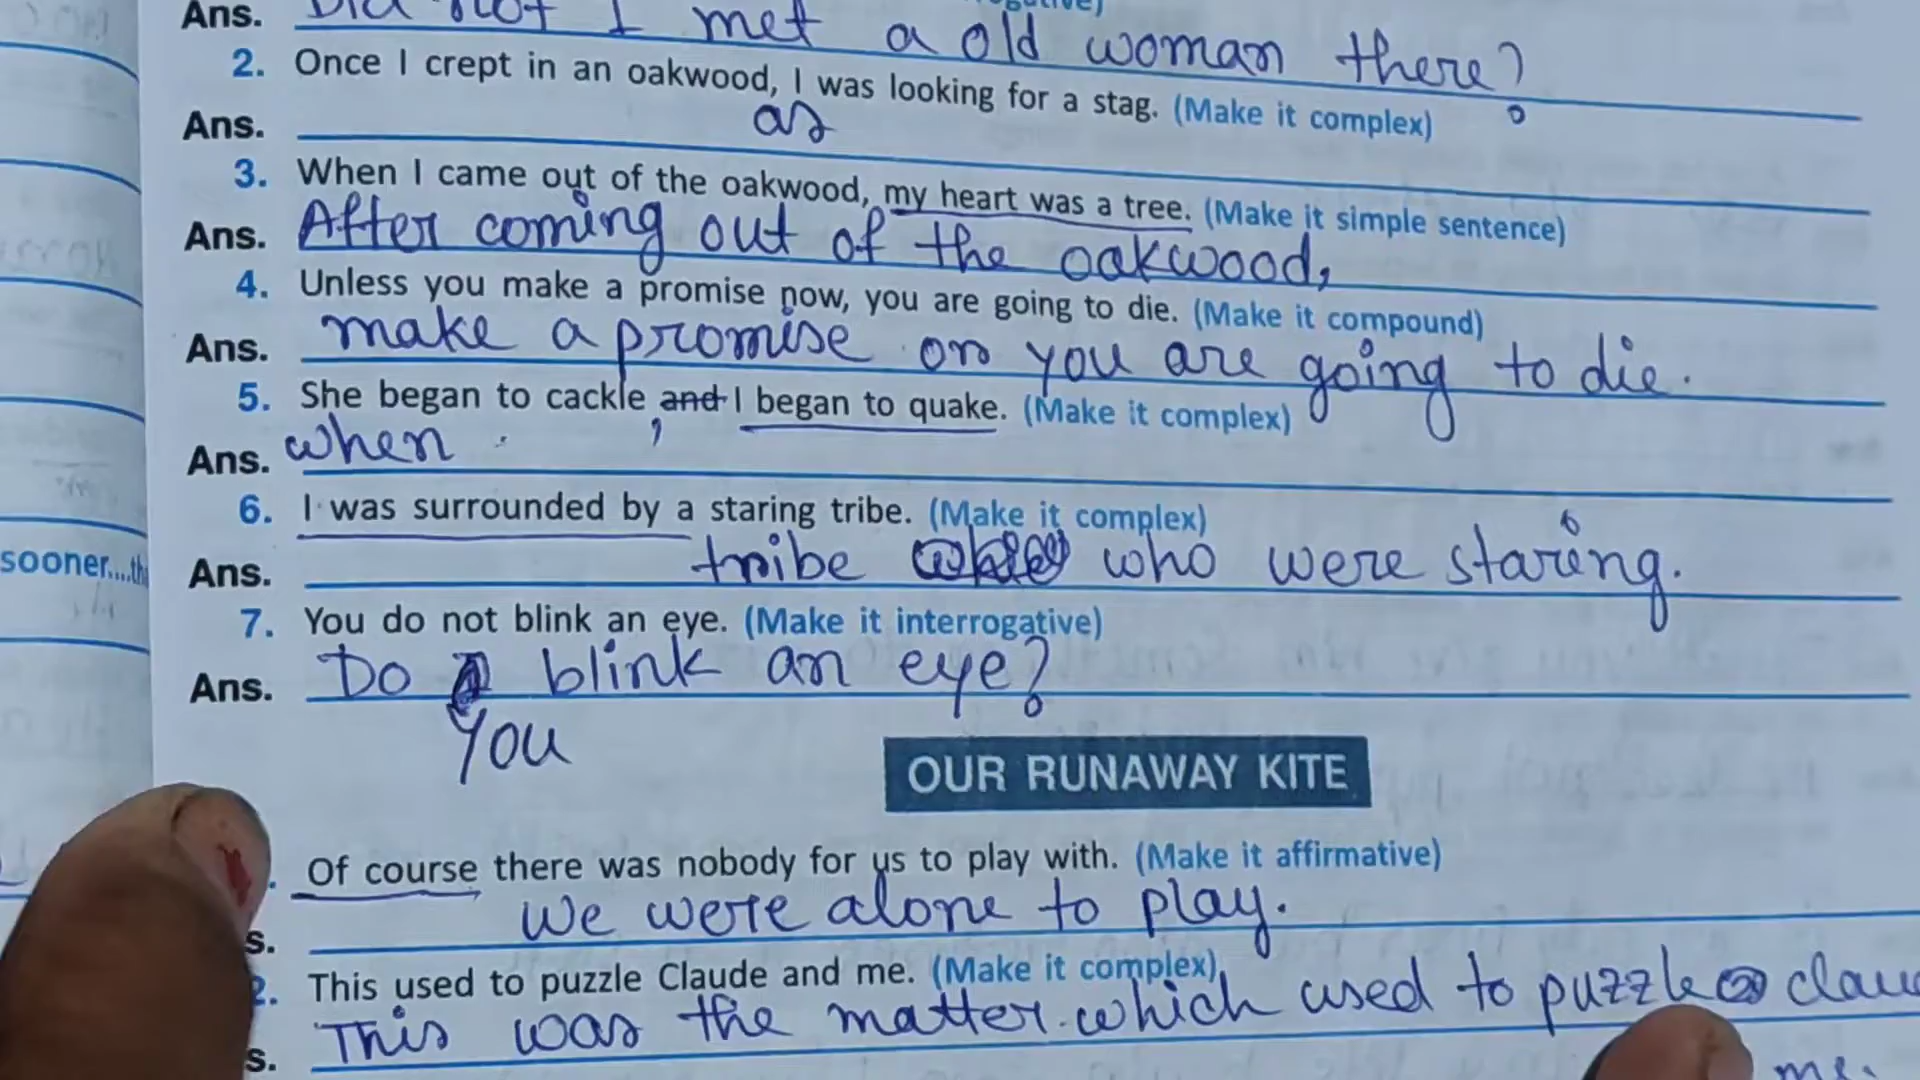 Ans. Did not I met a old woman there?
2. Once I crept in an oakwood, I was looking for a stag. (Make it complex)
Ans. as
3. When I came out of the oakwood, my heart was a tree. (Make it simple sentence)
Ans. After coming out of the oakwood,
4. Unless you make a promise now, you are going to die. (Make it compound)
Ans. make a promise or you are going to die.
5. She began to cackle and I began to quake. (Make it complex)
Ans. when ,
6. I was surrounded by a staring tribe. (Make it complex)
sooner....th
Ans. tribe who were staring.
7. You do not blink an eye. (Make it interrogative)
Ans. Do blink an eye?
You
OUR RUNAWAY KITE
Of course there was nobody for us to play with. (Make it affirmative)
s. We were alone to play.
2. This used to puzzle Claude and me. (Make it complex)
s. This was the matter which used to puzzle clau
me.